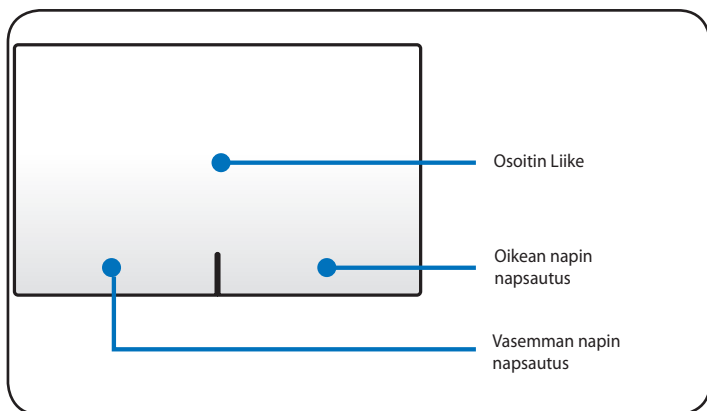 Osoitin Liike
Oikean napin
napsautus
Vasemman napin
napsautus